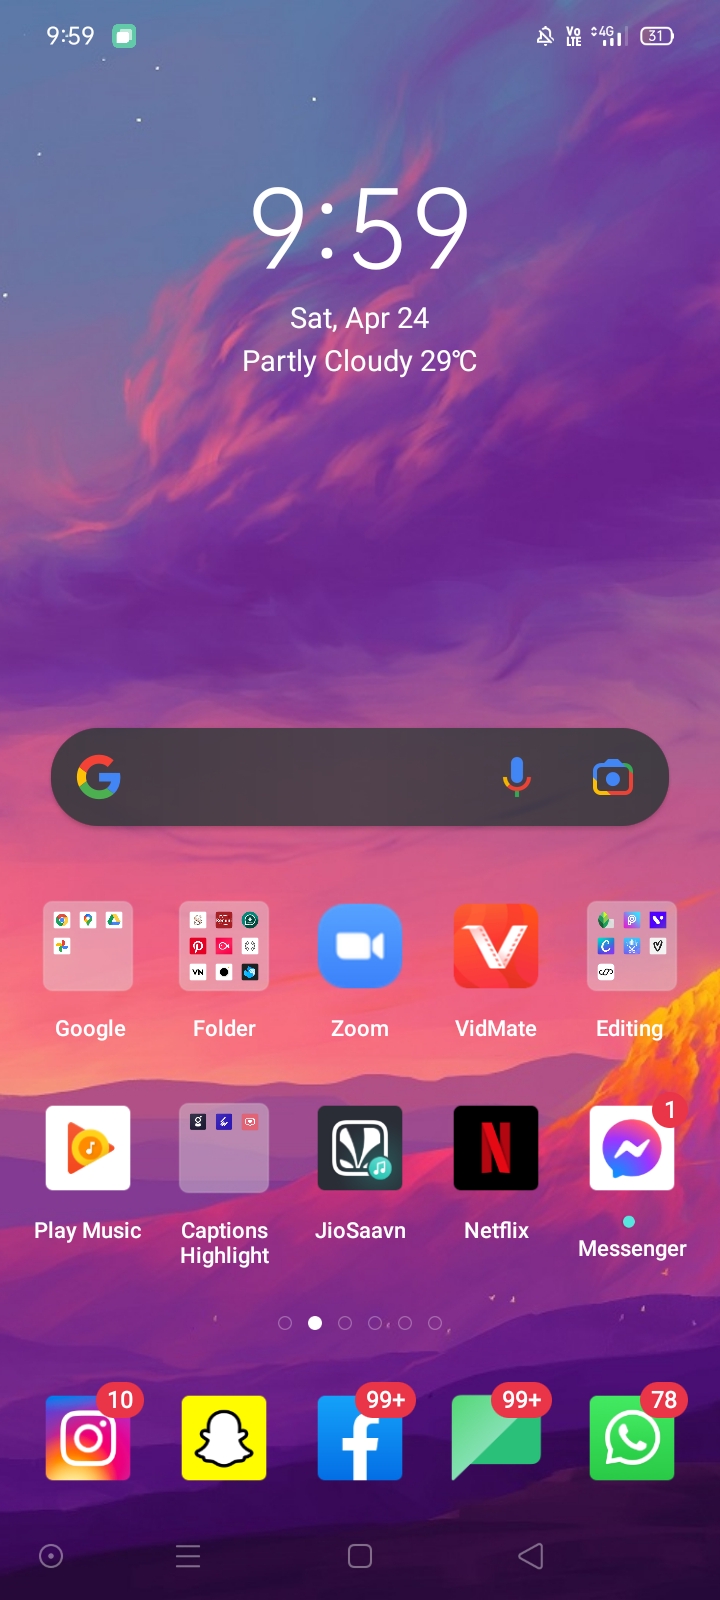 9:59
Vo LTE 4G 31
9:59
Sat, Apr 24
Partly Cloudy 29°C
Google Folder Zoom VidMate Editing
1
Play Music Captions Highlight JioSaavn Netflix Messenger
10 99+ 99+ 78